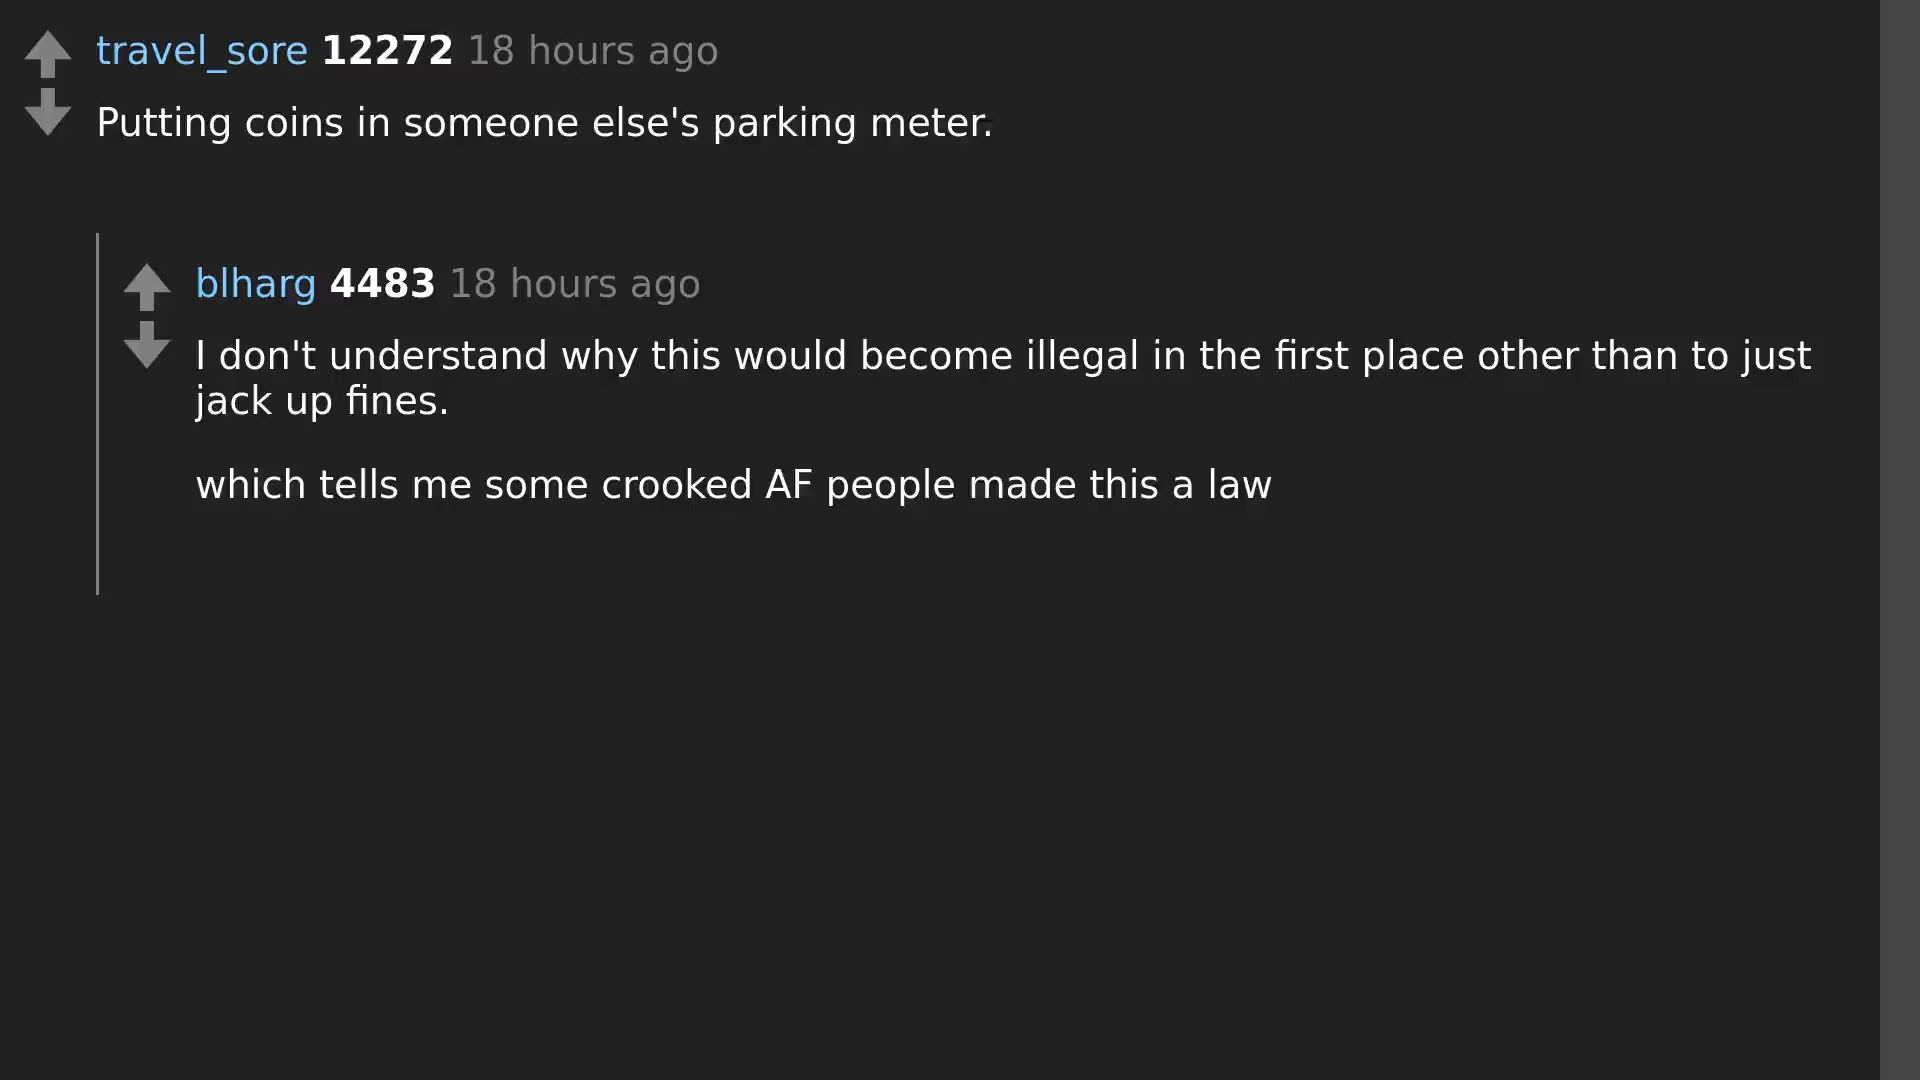 travel_sore 12272 18 hours ago
Putting coins in someone else's parking meter.
blharg 4483 18 hours ago
I don't understand why this would become illegal in the first place other than to just
jack up fines.
which tells me some crooked AF people made this a law